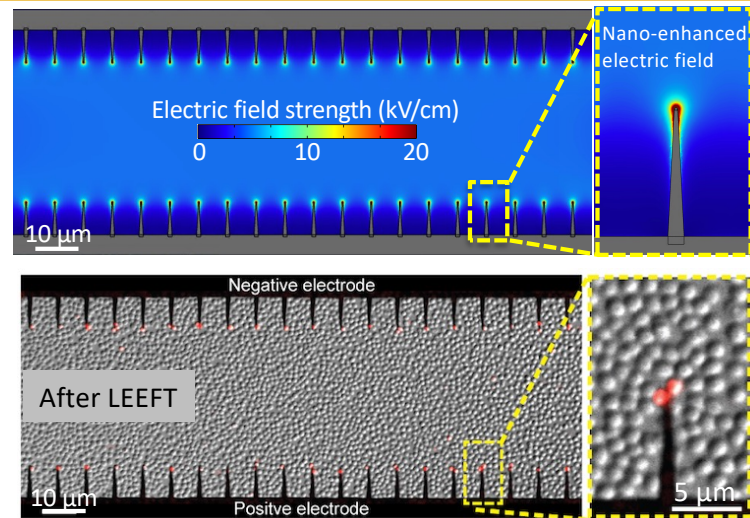 Nano-enhanced
electric field
Electric field strength (kV/cm)
0 10 20
10 μm
Negative electrode
After LEEFT
10 μm
Positve electrode
5 μm